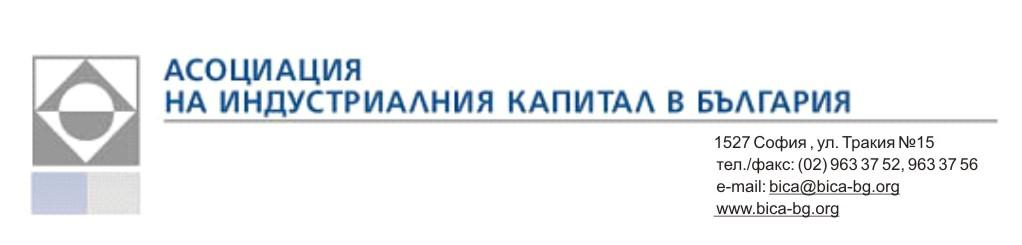 АСОЦИАЦИЯ
НА ИНДУСТРИАЛНИЯ КАПИТАЛ В БЪЛГАРИЯ
1527 София , ул. Тракия №15
тел./факс: (02) 963 37 52, 963 37 56
e-mail: bica@bica-bg.org
www.bica-bg.org